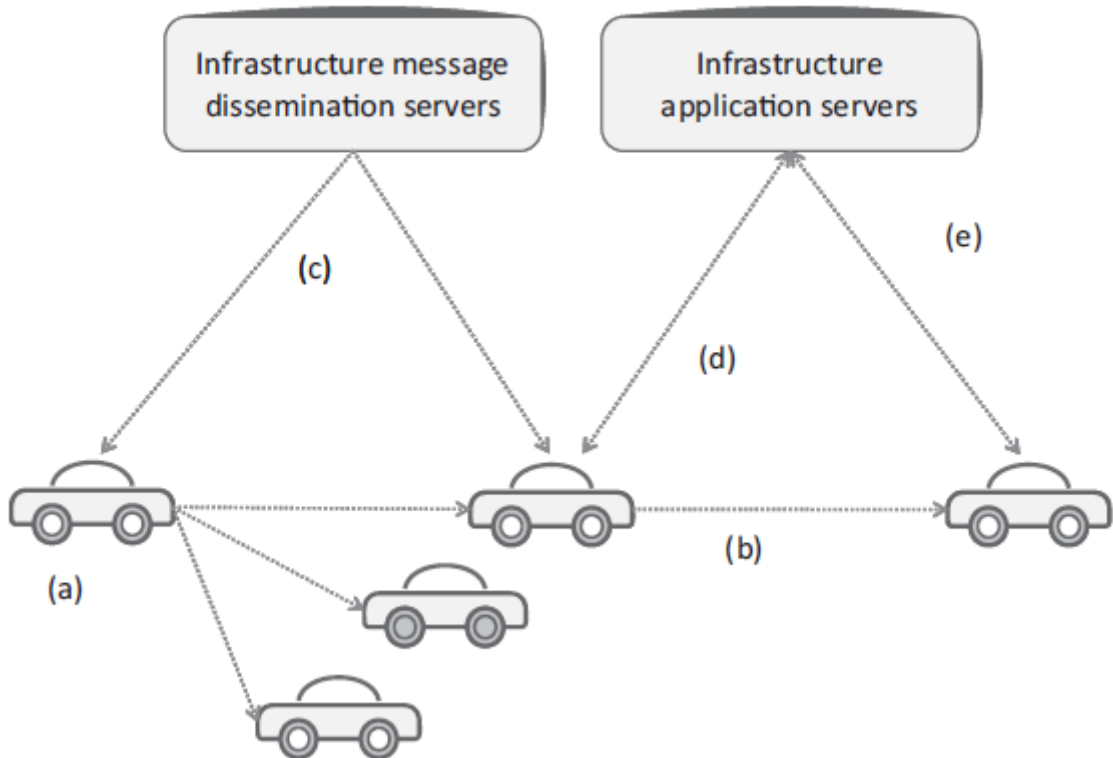 Infrastructure message
dissemination servers
Infrastructure
application servers
(c)
(e)
(d)
(b)
(a)